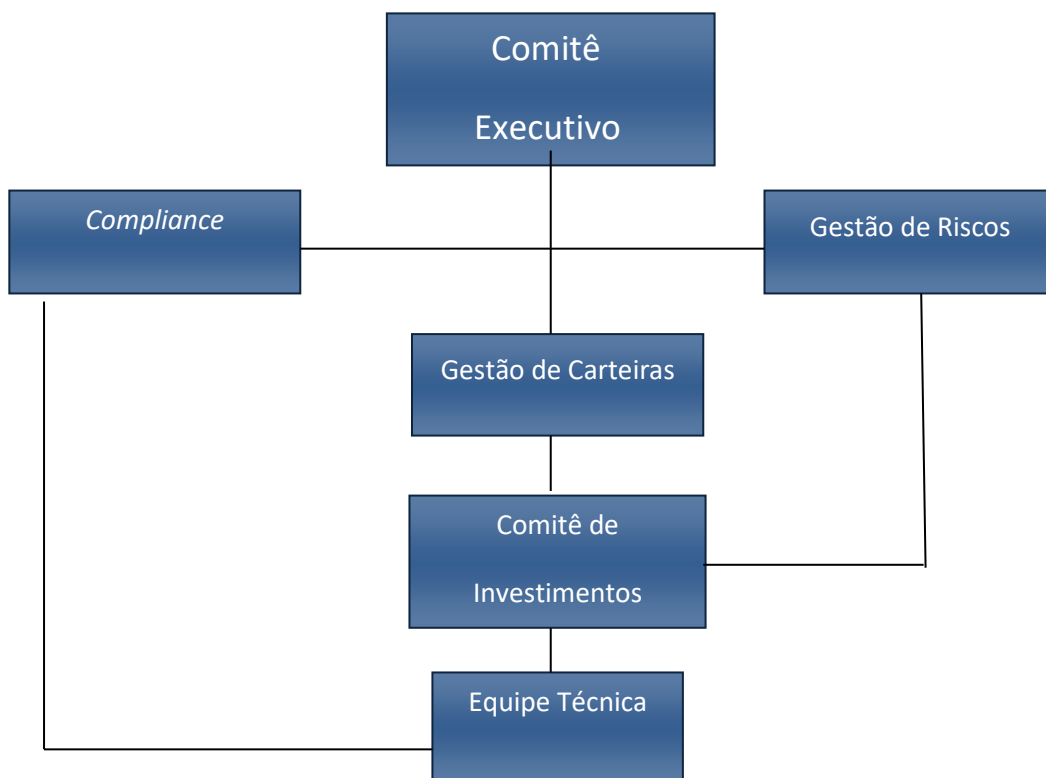 Comitê
Executivo
Compliance
Gestão de Riscos
Gestão de Carteiras
Comitê de
Investimentos
Equipe Técnica